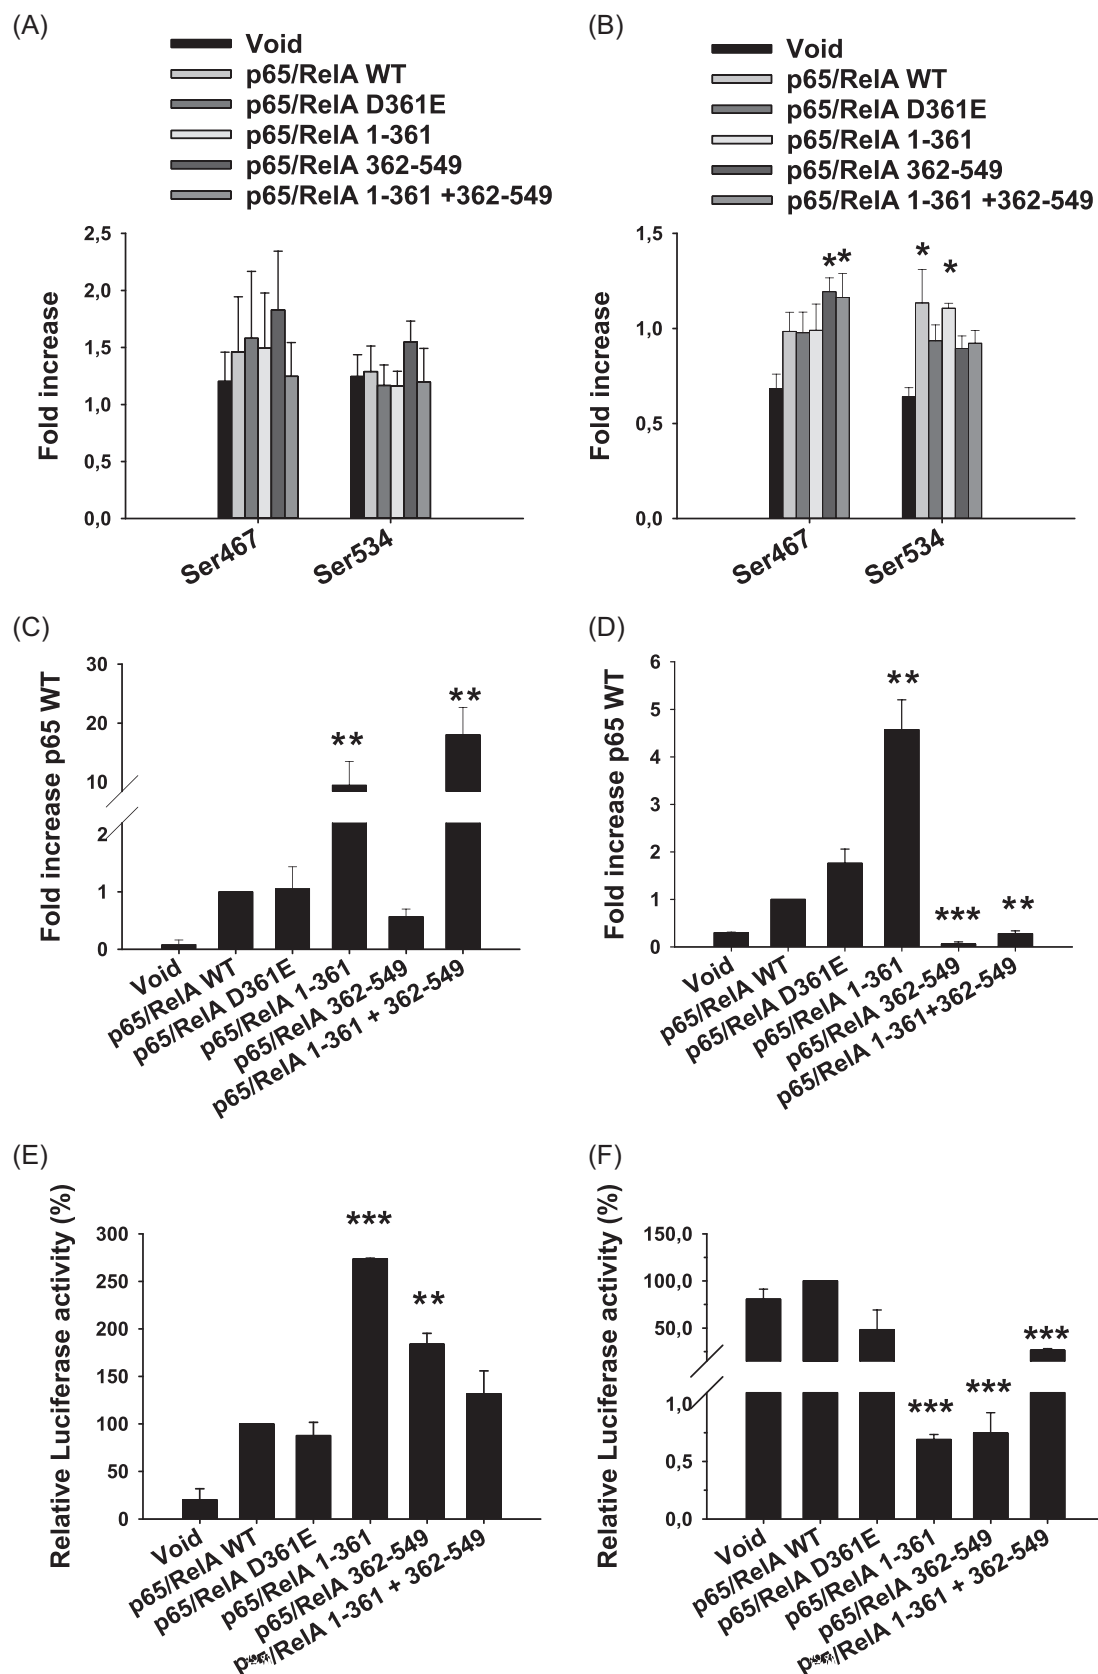 (A)
Void
p65/RelA WT
p65/RelA D361E
p65/RelA 1-361
p65/RelA 362-549
p65/RelA 1-361 +362-549
2,5
2,0
1,5
1,0
0,5
0,0
Fold increase
Ser467
Ser534
(B)
Void
p65/RelA WT
p65/RelA D361E
p65/RelA 1-361
p65/RelA 362-549
p65/RelA 1-361 +362-549
1,5
1,0
0,5
0,0
Fold increase
**
*
*
Ser467
Ser534
(C)
Fold increase p65 WT
30
20
10
2
1
0
**
**
Void
p65/RelA WT
p65/RelA D361E
p65/RelA 1-361
p65/RelA 362-549
p65/RelA 1-361 + 362-549
(D)
Fold increase p65 WT
6
5
4
3
2
1
0
**
***
**
Void
p65/RelA WT
p65/RelA D361E
p65/RelA 1-361
p65/RelA 362-549
p65/RelA 1-361+362-549
(E)
Relative Luciferase activity (%)
300
250
200
150
100
50
0
***
**
Void
p65/RelA WT
p65/RelA D361E
p65/RelA 1-361
p65/RelA 362-549
/RelA 1-361 + 362-549
(F)
Relative Luciferase activity (%)
150,0
100,0
50,0
1,0
0,5
0,0
***
***
***
Void
p65/RelA WT
p65/RelA D361E
p65/RelA 1-361
p65/RelA 362-549
/RelA 1-361 + 362-549